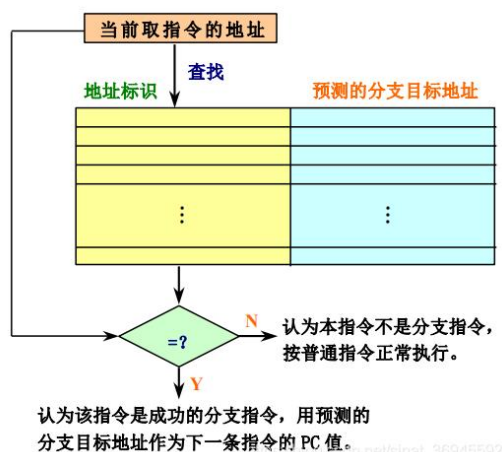 当前取指令的地址
查找
地址标识
预测的分支目标地址
⋮ ⋮
=?
N
认为本指令不是分支指令，
按普通指令正常执行。
Y
认为该指令是成功的分支指令，用预测的
分支目标地址作为下一条指令的 PC 值。